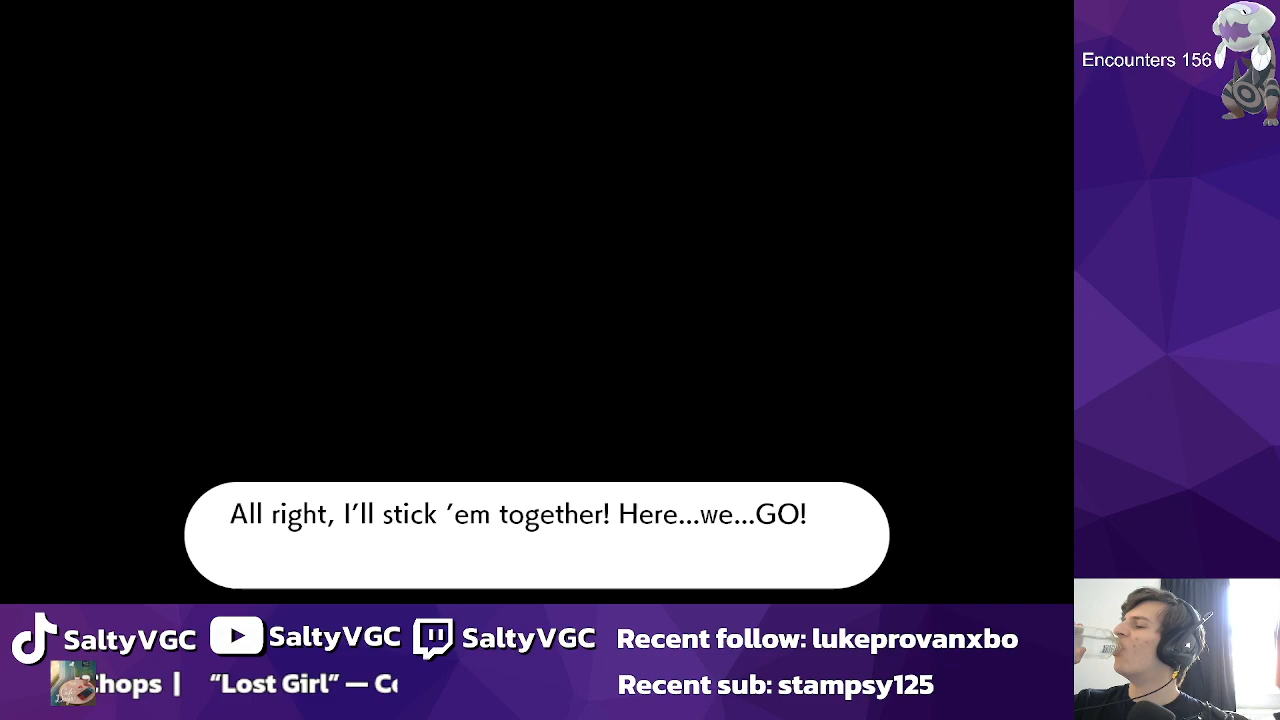 Encounters 156
All right, I’ll stick ’em together! Here...we...GO!
SaltyVGC SaltyVGC SaltyVGC Recent follow: lukeprovanxbo
Chops | “Lost Girl” — Recent sub: stampsy125